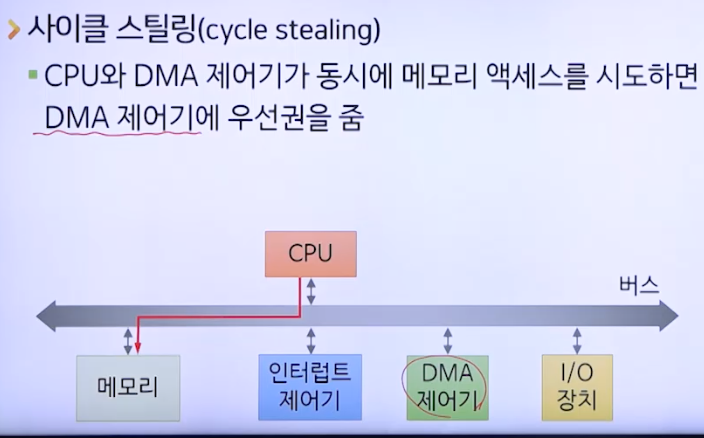 사이클 스틸링(cycle stealing)
CPU와 DMA 제어기가 동시에 메모리 액세스를 시도하면
DMA 제어기에 우선권을 줌
CPU
버스
메모리
인터럽트
제어기
DMA
제어기
I/O
장치